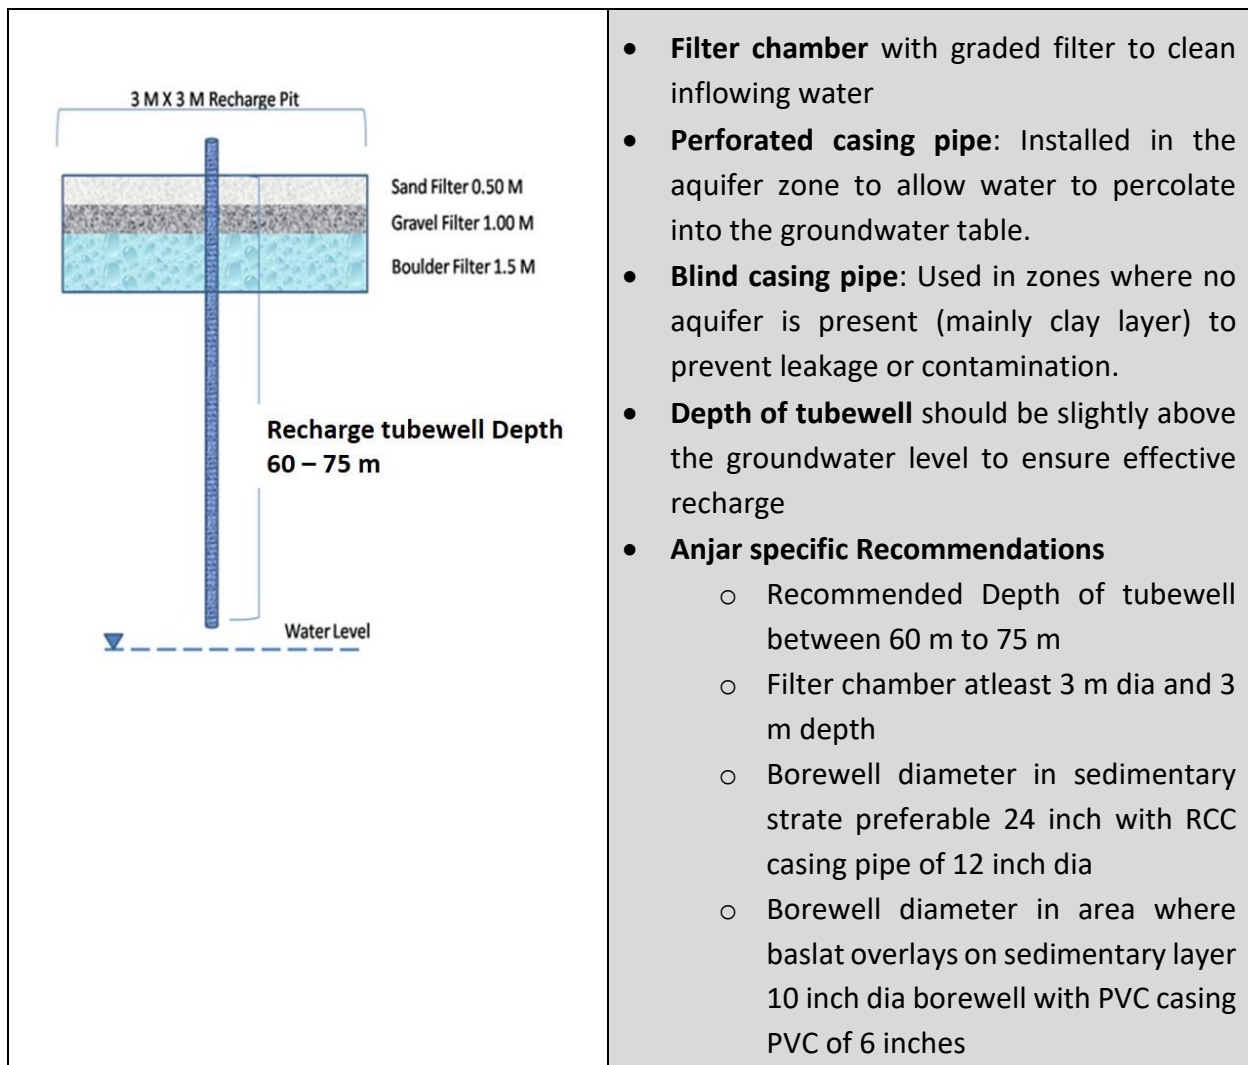 3 M X 3 M Recharge Pit
Sand Filter 0.50 M
Gravel Filter 1.00 M
Boulder Filter 1.5 M
Recharge tubewell Depth
60 – 75 m
Water Level
• Filter chamber with graded filter to clean
inflowing water
• Perforated casing pipe: Installed in the
aquifer zone to allow water to percolate
into the groundwater table.
• Blind casing pipe: Used in zones where no
aquifer is present (mainly clay layer) to
prevent leakage or contamination.
• Depth of tubewell should be slightly above
the groundwater level to ensure effective
recharge
• Anjar specific Recommendations
o Recommended Depth of tubewell
between 60 m to 75 m
o Filter chamber atleast 3 m dia and 3
m depth
o Borewell diameter in sedimentary
strate preferable 24 inch with RCC
casing pipe of 12 inch dia
o Borewell diameter in area where
baslat overlays on sedimentary layer
10 inch dia borewell with PVC casing
PVC of 6 inches